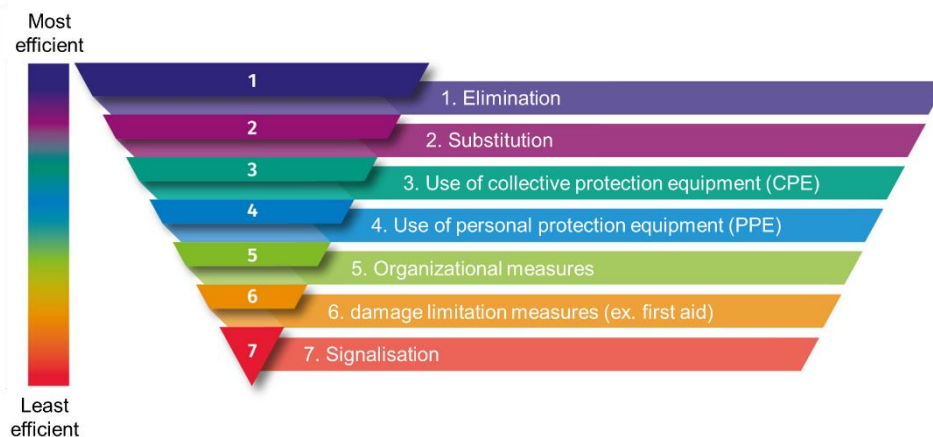 Most
efficient
1
1. Elimination
2
2. Substitution
3
3. Use of collective protection equipment (CPE)
4
4. Use of personal protection equipment (PPE)
5
5. Organizational measures
6
6. damage limitation measures (ex. first aid)
7
7. Signalisation
Least
efficient